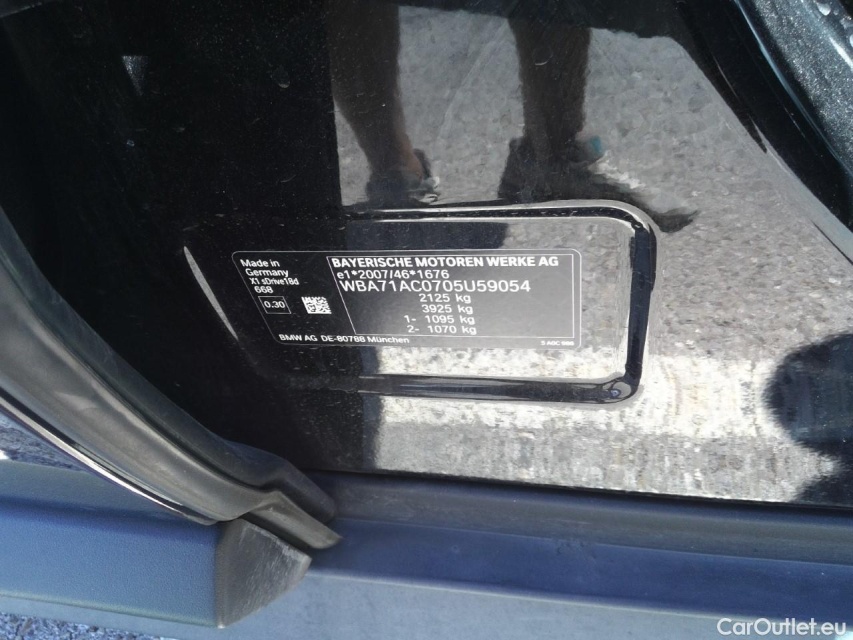 Made in
Germany
X1 sDrive18d
668
0.30
BAYERISCHE MOTOREN WERKE AG
e1*2007/46*1676
WBA71AC0705U59054
2125 kg
3925 kg
1- 1095 kg
2- 1070 kg
BMW AG DE-80788 München
CarOutlet.eu